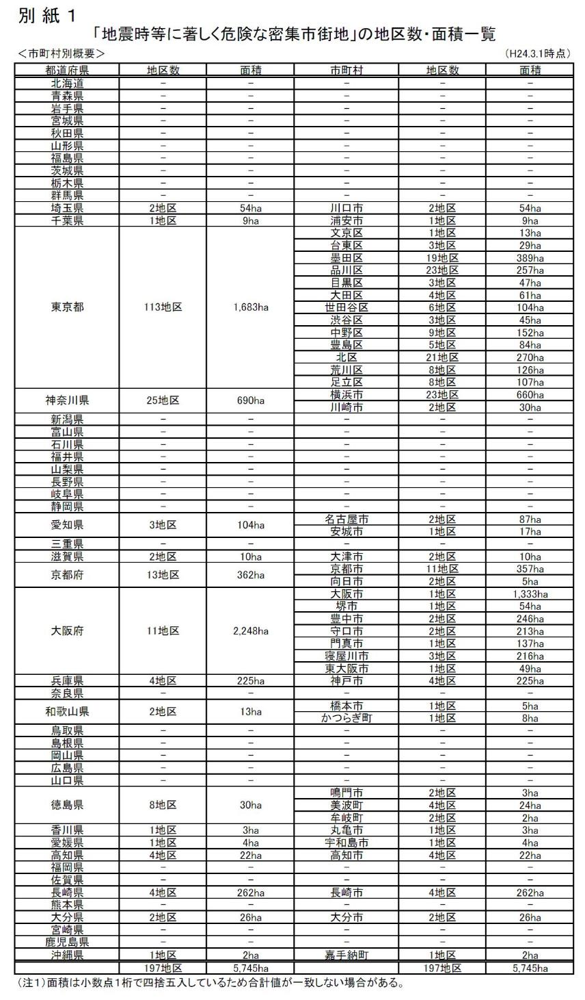 別紙1
「地震時等に著しく危険な密集市街地」の地区数・面積一覧
＜市町村別概要＞ （H24.3.1時点）
都道府県 地区数 面積 市町村 地区数 面積
北海道 － － － － －
青森県 － － － － －
岩手県 － － － － －
宮城県 － － － － －
秋田県 － － － － －
山形県 － － － － －
福島県 － － － － －
茨城県 － － － － －
栃木県 － － － － －
群馬県 － － － － －
埼玉県 2地区 54ha 川口市 2地区 54ha
千葉県 1地区 9ha 浦安市 1地区 9ha
東京都 113地区 1,683ha 文京区 1地区 13ha
台東区 3地区 29ha
墨田区 19地区 389ha
品川区 23地区 257ha
目黒区 3地区 47ha
大田区 4地区 61ha
世田谷区 6地区 104ha
渋谷区 3地区 45ha
中野区 9地区 152ha
豊島区 5地区 84ha
北区 21地区 270ha
荒川区 8地区 126ha
足立区 8地区 107ha
神奈川県 25地区 690ha 横浜市 23地区 660ha
川崎市 2地区 30ha
新潟県 － － － － －
富山県 － － － － －
石川県 － － － － －
福井県 － － － － －
山梨県 － － － － －
長野県 － － － － －
岐阜県 － － － － －
静岡県 － － － － －
愛知県 3地区 104ha 名古屋市 2地区 87ha
安城市 1地区 17ha
三重県 － － － － －
滋賀県 2地区 10ha 大津市 2地区 10ha
京都府 13地区 362ha 京都市 11地区 357ha
向日市 2地区 5ha
大阪府 11地区 2,248ha 大阪市 1地区 1,333ha
堺市 1地区 54ha
豊中市 2地区 246ha
守口市 2地区 213ha
門真市 1地区 137ha
寝屋川市 3地区 216ha
東大阪市 1地区 49ha
兵庫県 4地区 225ha 神戸市 4地区 225ha
奈良県 － － － － －
和歌山県 2地区 13ha 橋本市 1地区 5ha
かつらぎ町 1地区 8ha
鳥取県 － － － － －
島根県 － － － － －
岡山県 － － － － －
広島県 － － － － －
山口県 － － － － －
徳島県 8地区 30ha 鳴門市 2地区 3ha
美波町 4地区 24ha
牟岐町 2地区 2ha
香川県 1地区 3ha 丸亀市 1地区 3ha
愛媛県 1地区 4ha 宇和島市 1地区 4ha
高知県 4地区 22ha 高知市 4地区 22ha
福岡県 － － － － －
佐賀県 － － － － －
長崎県 4地区 262ha 長崎市 4地区 262ha
熊本県 － － － － －
大分県 2地区 26ha 大分市 2地区 26ha
宮崎県 － － － － －
鹿児島県 － － － － －
沖縄県 1地区 2ha 嘉手納町 1地区 2ha
197地区 5,745ha 197地区 5,745ha
（注1）面積は小数点1桁で四捨五入しているため合計値が一致しない場合がある。